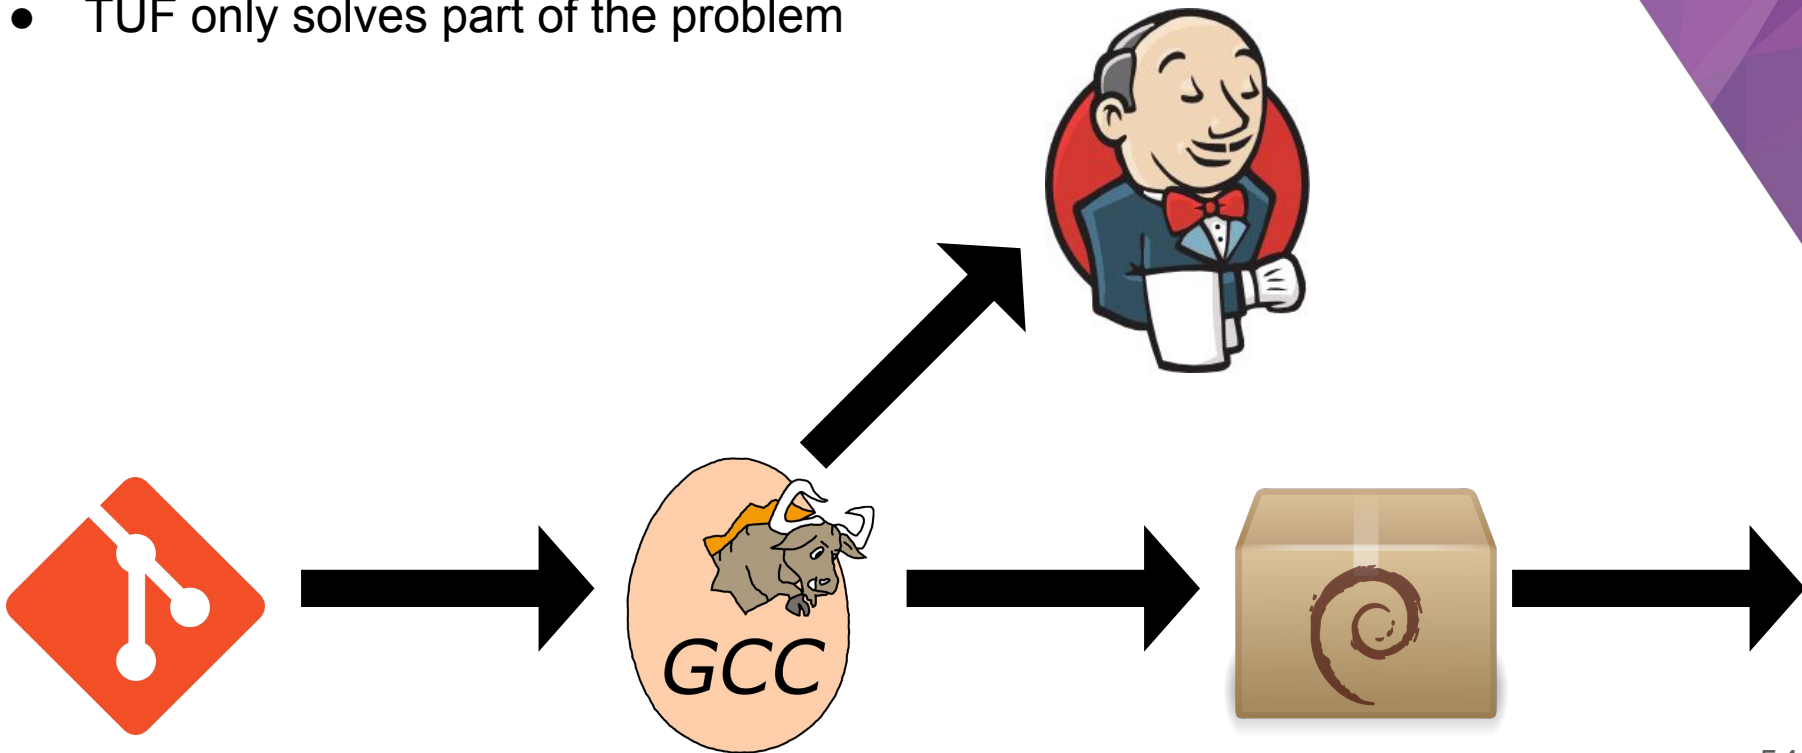 ● TUF only solves part of the problem
GCC